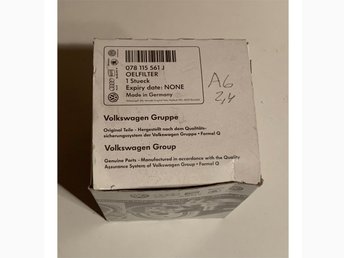 078 115 561 J
OELFILTER
1 Stueck
Expiry date: NONE
Made in Germany
A6
2,4
Volkswagen Gruppe
Original Teile - Hergestellt nach dem Qualitäts-
sicherungssystem der Volkswagen Gruppe • Formel Q
Volkswagen Group
Genuine Parts - Manufactured in accordance with the Quality
Assurance System of Volkswagen Group • Formel Q